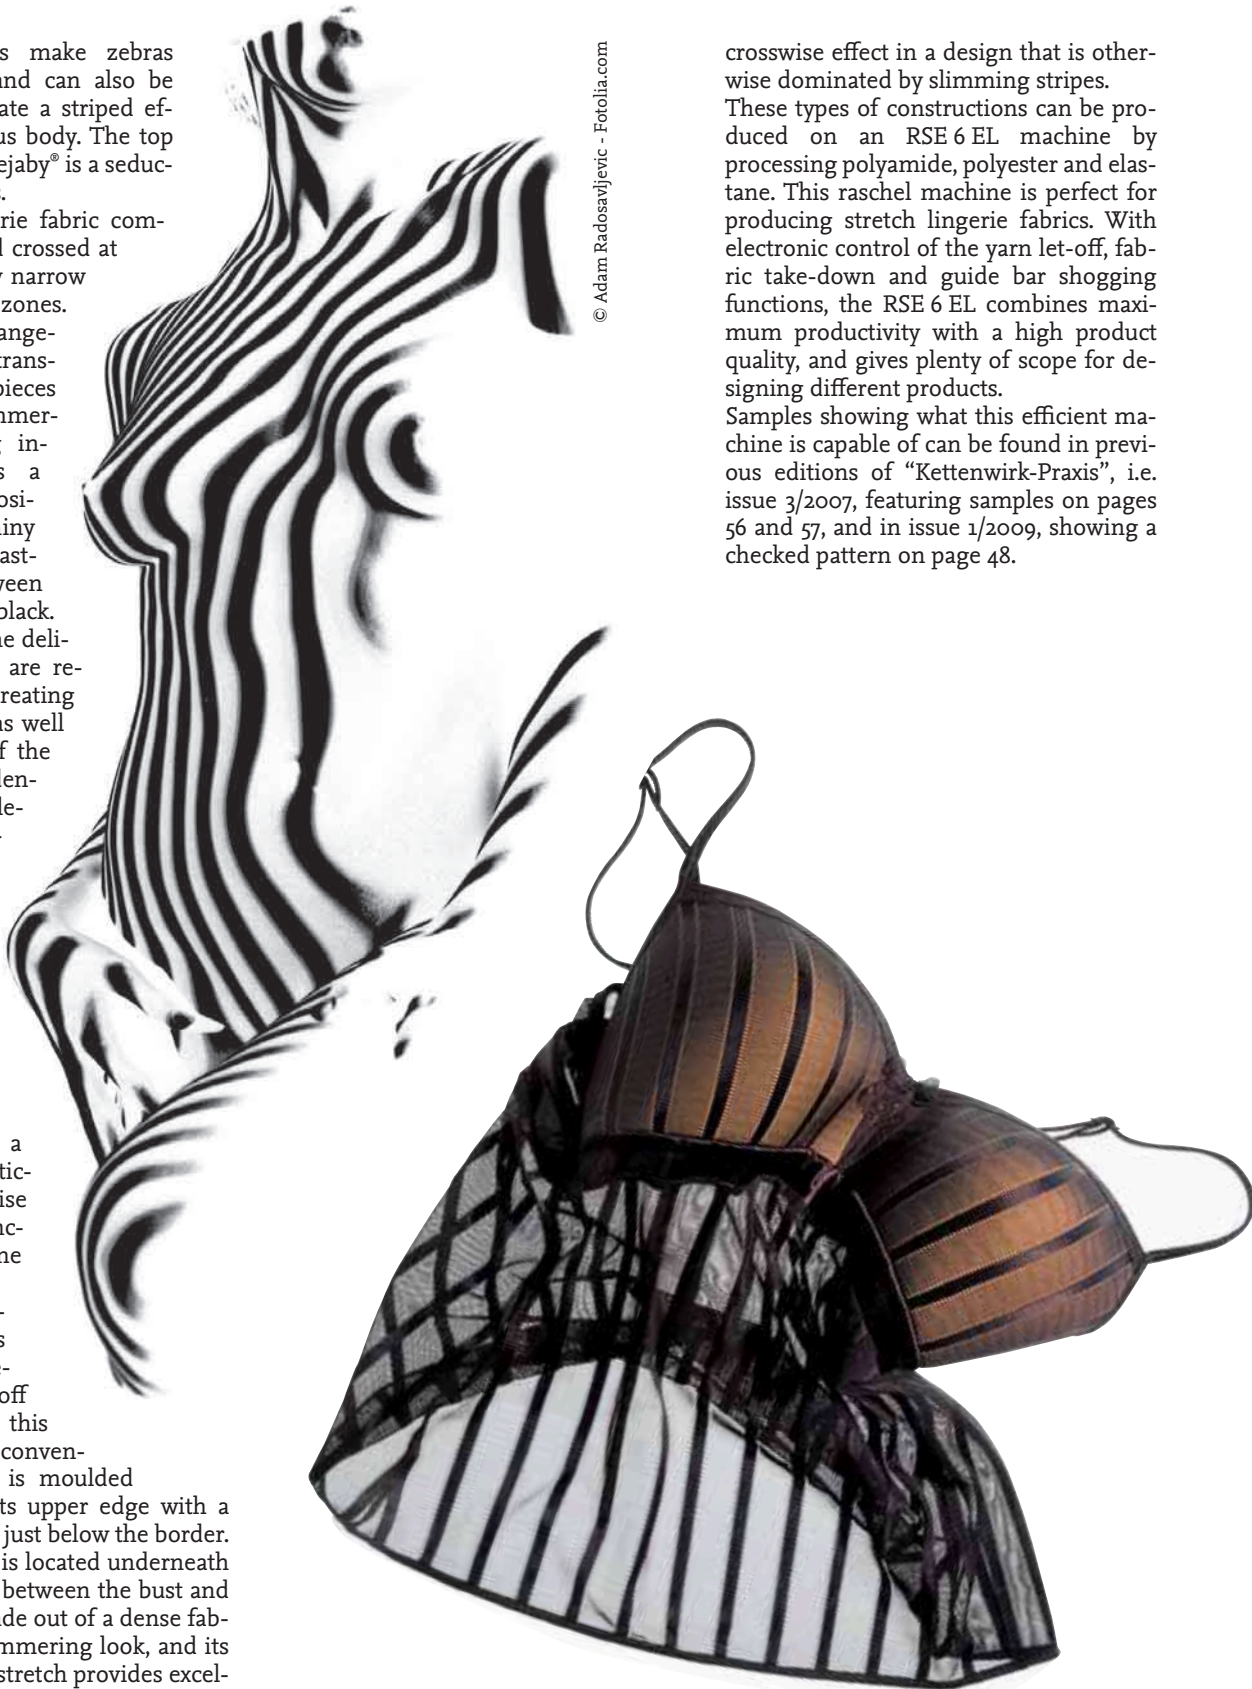 s make zebras
and can also be
ate a striped ef-
us body. The top
ejaby® is a seduc-
s.
rie fabric com-
d crossed at
y narrow
zones.
ange-
trans-
pieces
mmer-
g in-
s a
osi-
hiny
ast-
ween
black.
ne deli-
are re-
creating
as well
f the
den-
de-
a
tic-
ise
nc-
ne
-
s
e-
off
this
conven-
is moulded
ts upper edge with a
just below the border.
is located underneath
between the bust and
ade out of a dense fab-
mmering look, and its
stretch provides excel-
© Adam Radosavljevic - Fotolia.com
crosswise effect in a design that is other-
wise dominated by slimming stripes.
These types of constructions can be pro-
duced on an RSE 6 EL machine by
processing polyamide, polyester and elas-
tane. This raschel machine is perfect for
producing stretch lingerie fabrics. With
electronic control of the yarn let-off, fab-
ric take-down and guide bar shogging
functions, the RSE 6 EL combines maxi-
mum productivity with a high product
quality, and gives plenty of scope for de-
signing different products.
Samples showing what this efficient ma-
chine is capable of can be found in previ-
ous editions of “Kettenwirk-Praxis”, i.e.
issue 3/2007, featuring samples on pages
56 and 57, and in issue 1/2009, showing a
checked pattern on page 48.